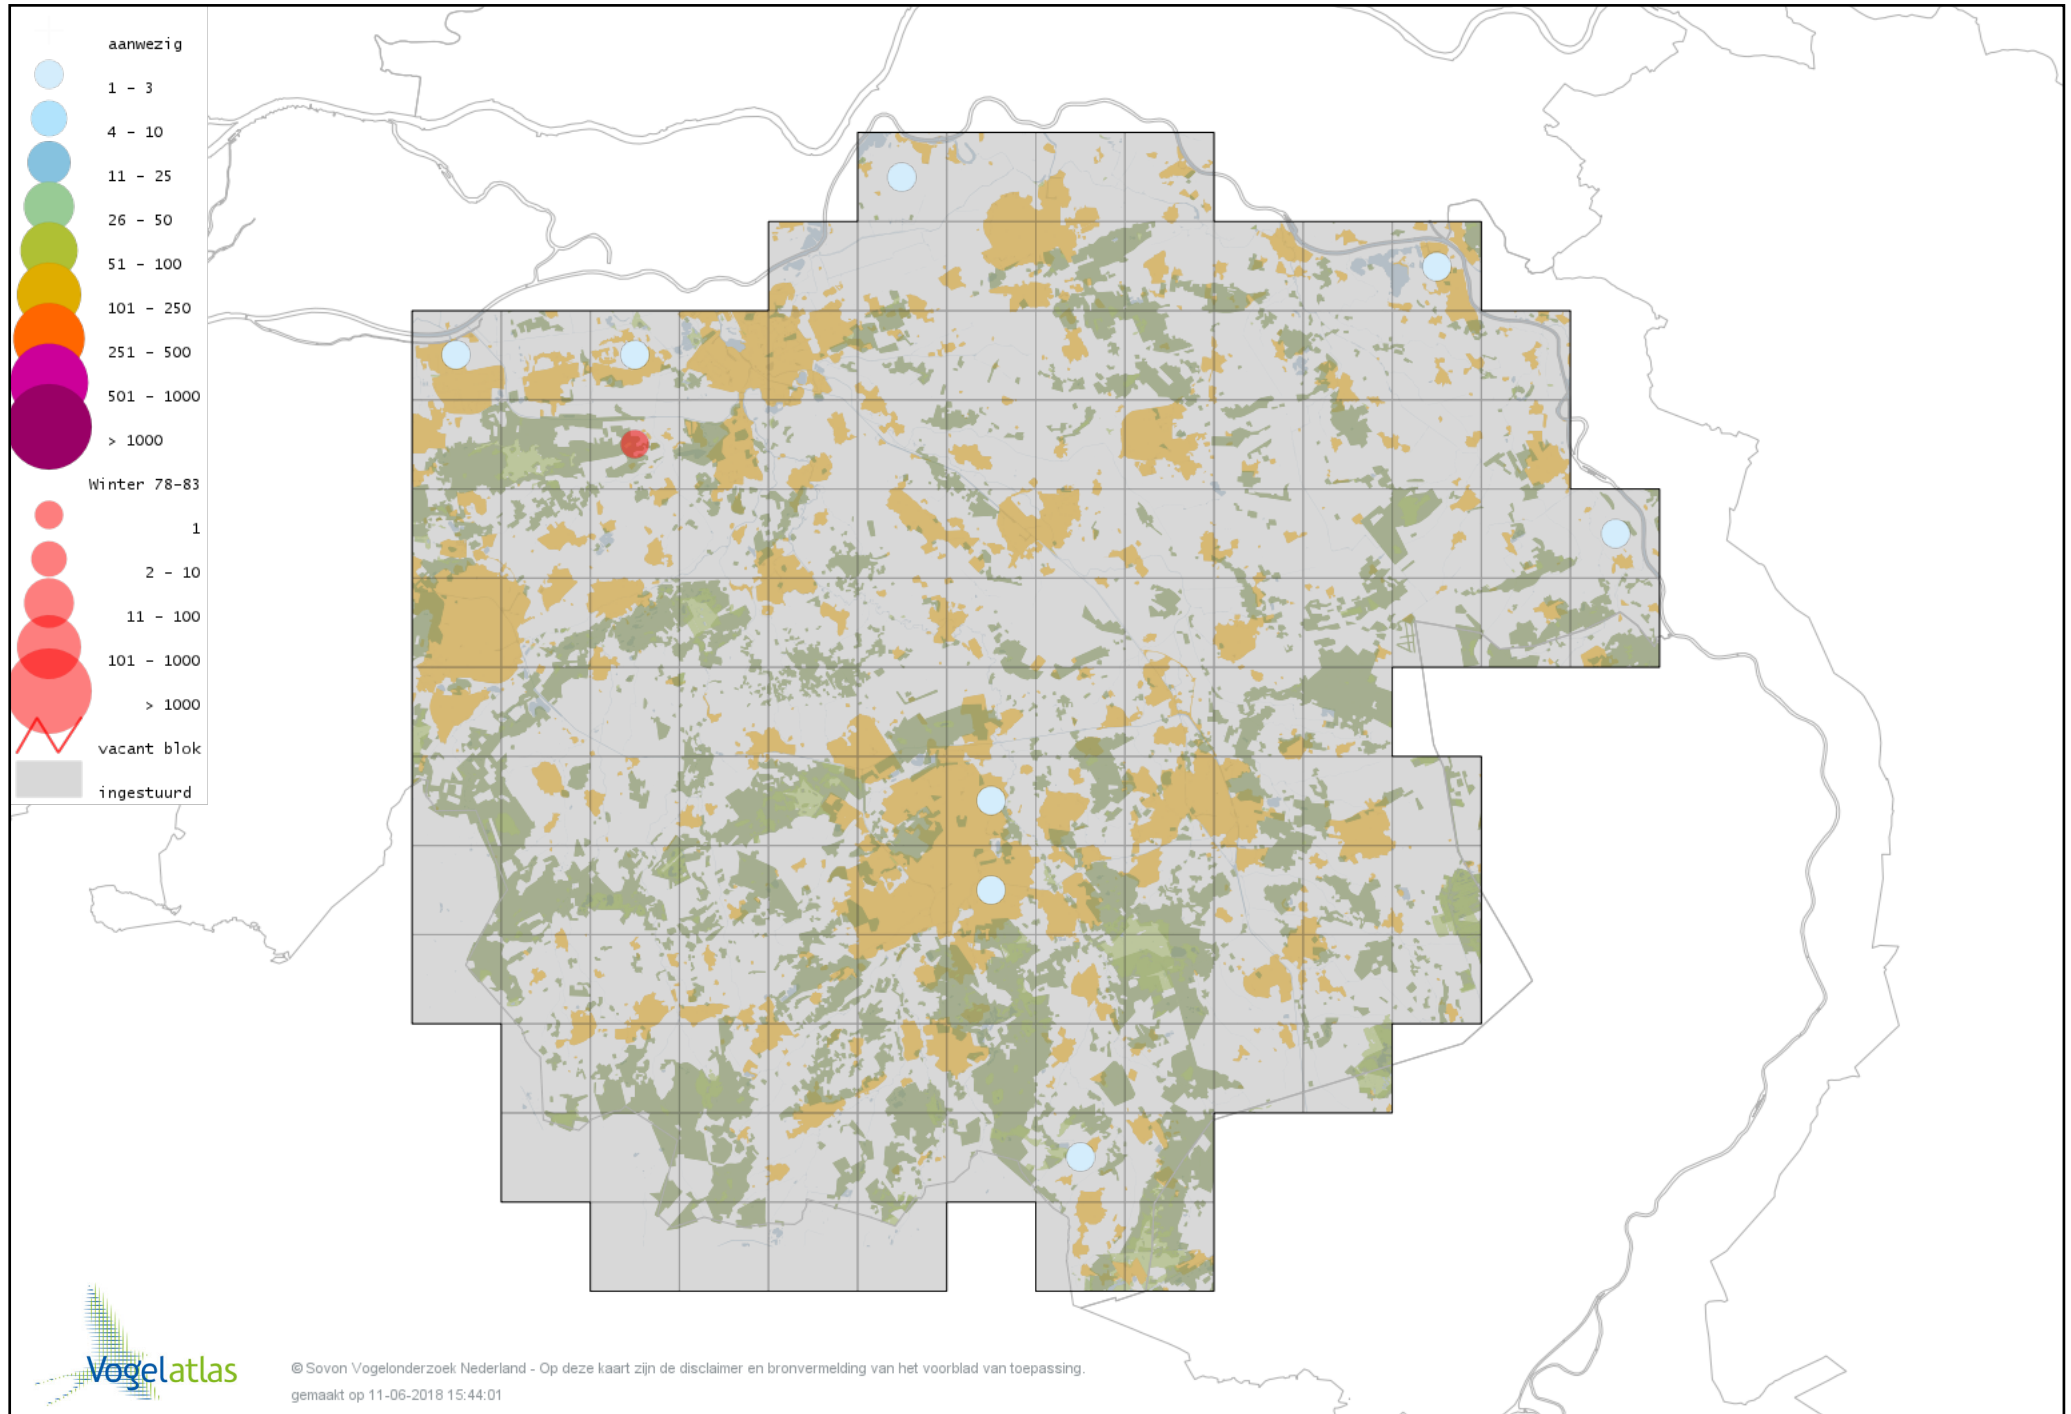 aanwezig
1 - 3
4 - 10
11 - 25
26 - 50
51 - 100
101 - 250
251 - 500
501 - 1000
> 1000
Winter 78-83
1
2 - 10
11 - 100
101 - 1000
> 1000
vacant blok
ingestuurd
Vogelatlas
© Sovon Vogelonderzoek Nederland - Op deze kaart zijn de disclaimer en bronvermelding van het voorblad van toepassing.
gemaakt op 11-06-2018 15:44:01